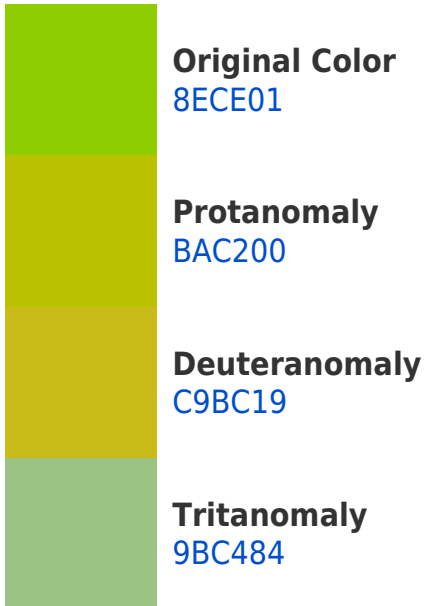 Original Color
8ECE01
Protanomaly
BAC200
Deuteranomaly
C9BC19
Tritanomaly
9BC484